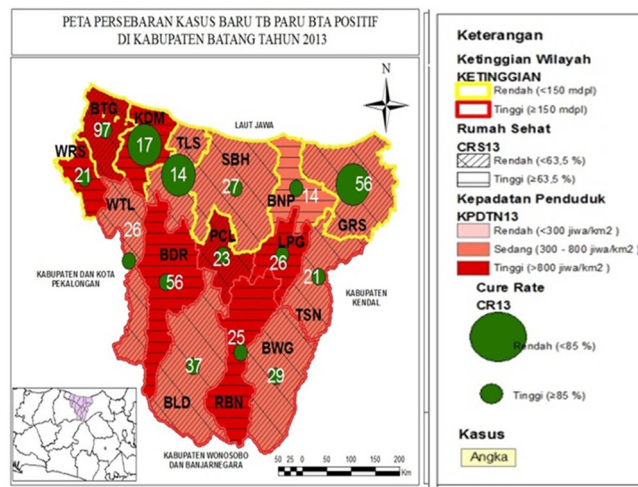 PETA PERSEBARAN KASUS BARU TB PARU BTA POSITIF
DI KABUPATEN BATANG TAHUN 2013
N
LAUT JAWA
BTG
97
KDM
17
TLS
14
WRS
21
SBH
27
BNP
14
56
GRS
WTL
26
PCL
23
LPG
26
BDR
56
21
TSN
KABUPATEN DAN KOTA
PEKALONGAN
KABUPATEN
KENDAL
25
BWG
29
37
BLD
RBN
KABUPATEN WONOSOBO
DAN BANJARNEGARA
50 25 0 50 100 150 200
Km
Keterangan
Ketinggian Wilayah
KETINGGIAN
Rendah (<150 mdpl)
Tinggi (≥150 mdpl)
Rumah Sehat
CRS13
Rendah (<63,5 %)
Tinggi (≥63,5 %)
Kepadatan Penduduk
KPDTN13
Rendah (<300 jiwa/km2 )
Sedang (300 - 800 jiwa/km2 )
Tinggi (>800 jiwa/km2 )
Cure Rate
CR13
Rendah (<85 %)
Tinggi (≥85 %)
Kasus
Angka